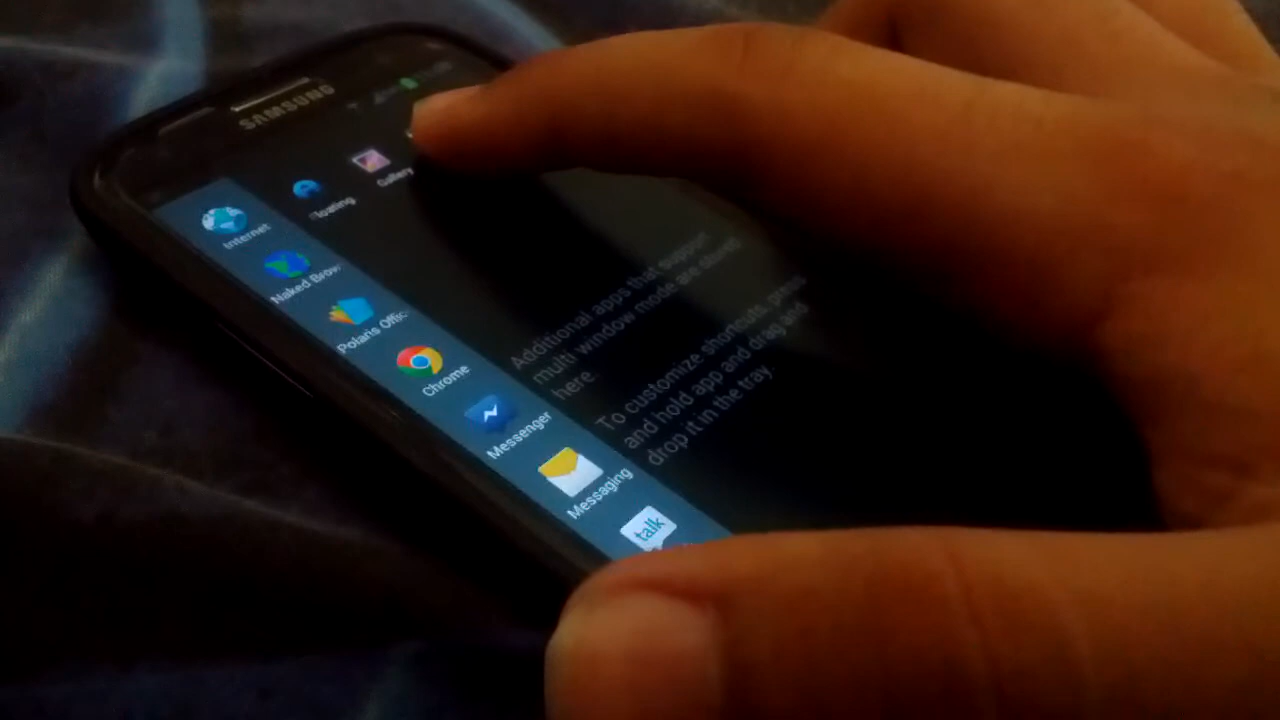 SAMSUNG
Internet
Floating
Gallery
Naked Brow
Polaris Offic
Chrome
Messenger
Messaging
talk
Additional apps that support
multi window mode are stored
here.
To customize shortcuts, press
and hold app and drag and
drop it in the tray.